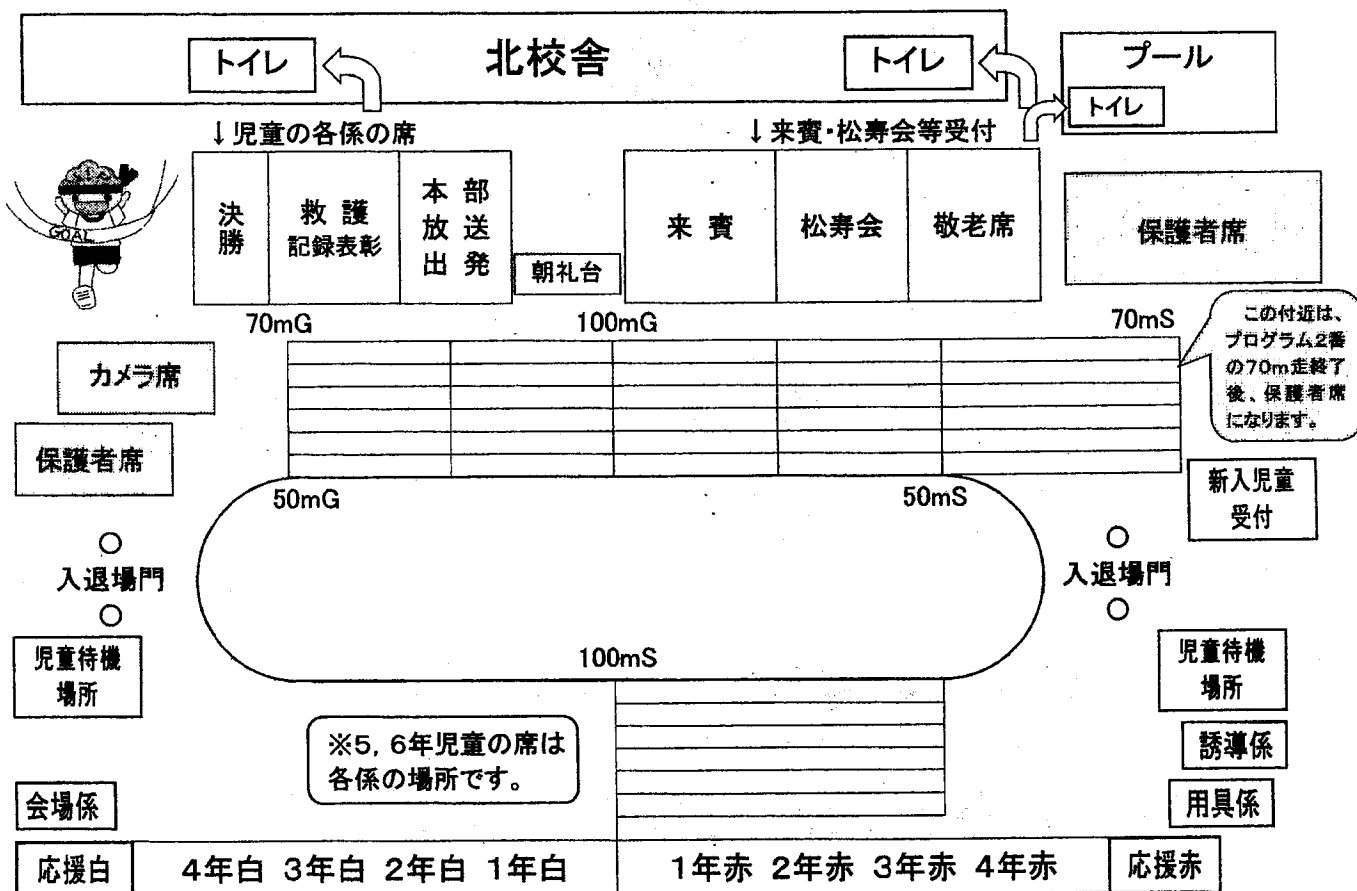 北校舎
トイレ
トイレ
プール
トイレ
↓児童の各係の席
↓来賓・松寿会等受付
GOAL
決勝
救護
記録表彰
本部
放送
出発
朝礼台
来賓
松寿会
敬老席
保護者席
70mG
100mG
70mS
この付近は、
プログラム2番
の70m走終了
後、保護者席
になります。
カメラ席
保護者席
50mG
50mS
新入児童
受付
入退場門
入退場門
児童待機
場所
100mS
児童待機
場所
※5,6年児童の席は
各係の場所です。
誘導係
会場係
用具係
応援白
4年白 3年白 2年白 1年白
1年赤 2年赤 3年赤 4年赤
応援赤